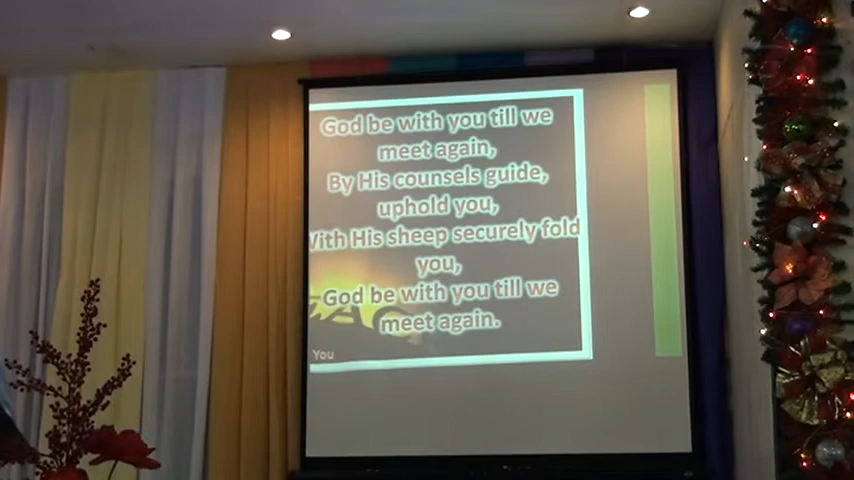 God be with you till we
meet again,
By His counsels guide,
uphold you,
With His sheep securely fold
you,
God be with you till we
meet again.
You